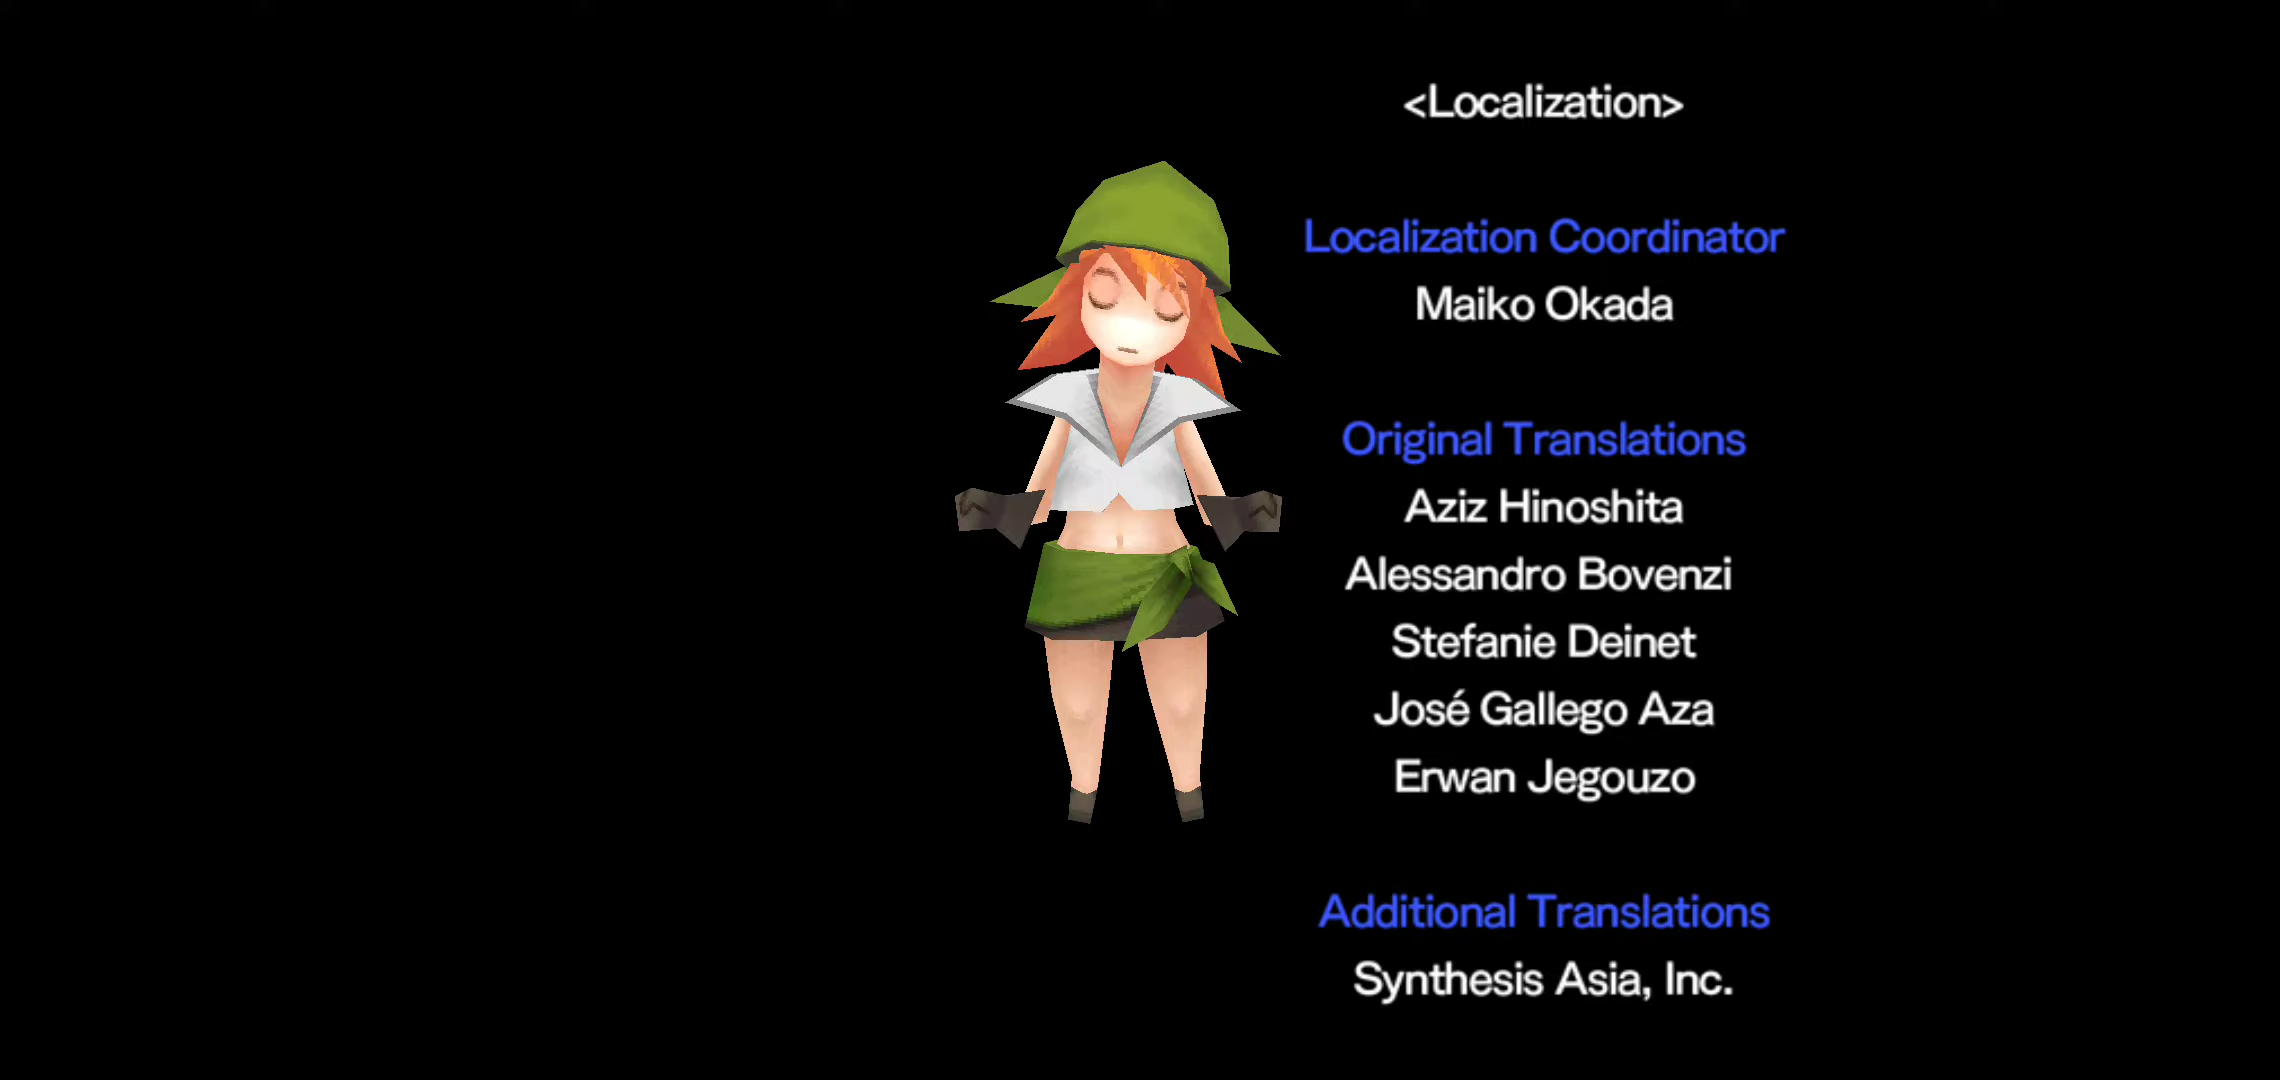 <Localization>
Localization Coordinator
Maiko Okada
Original Translations
Aziz Hinoshita
Alessandro Bovenzi
Stefanie Deinet
José Gallego Aza
Erwan Jegouzo
Additional Translations
Synthesis Asia, Inc.